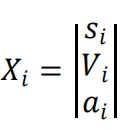 X_i = | s_i |
| V_i |
| a_i |